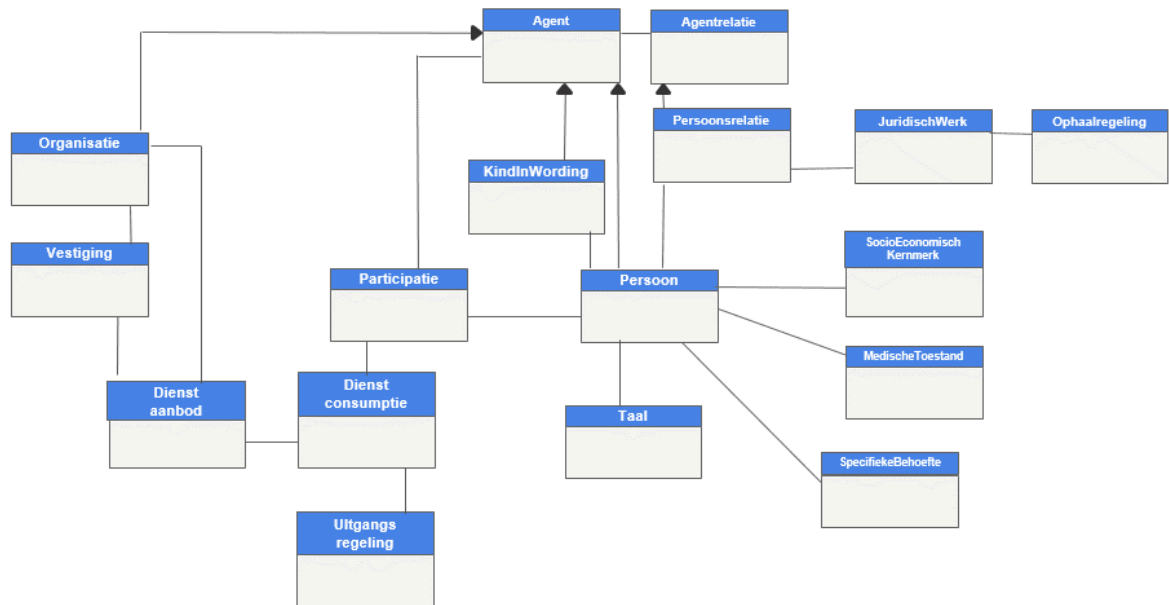 Agent
Agentrelatie
Persoonsrelatie
JuridischWerk
Ophaalregeling
Organisatie
KindInWording
Vestiging
SocioEconomisch
Kernmerk
Participatie
Persoon
MedischeToestand
Dienst
aanbod
Dienst
consumptie
Taal
SpecifiekeBehoefte
UItgangs
regeling